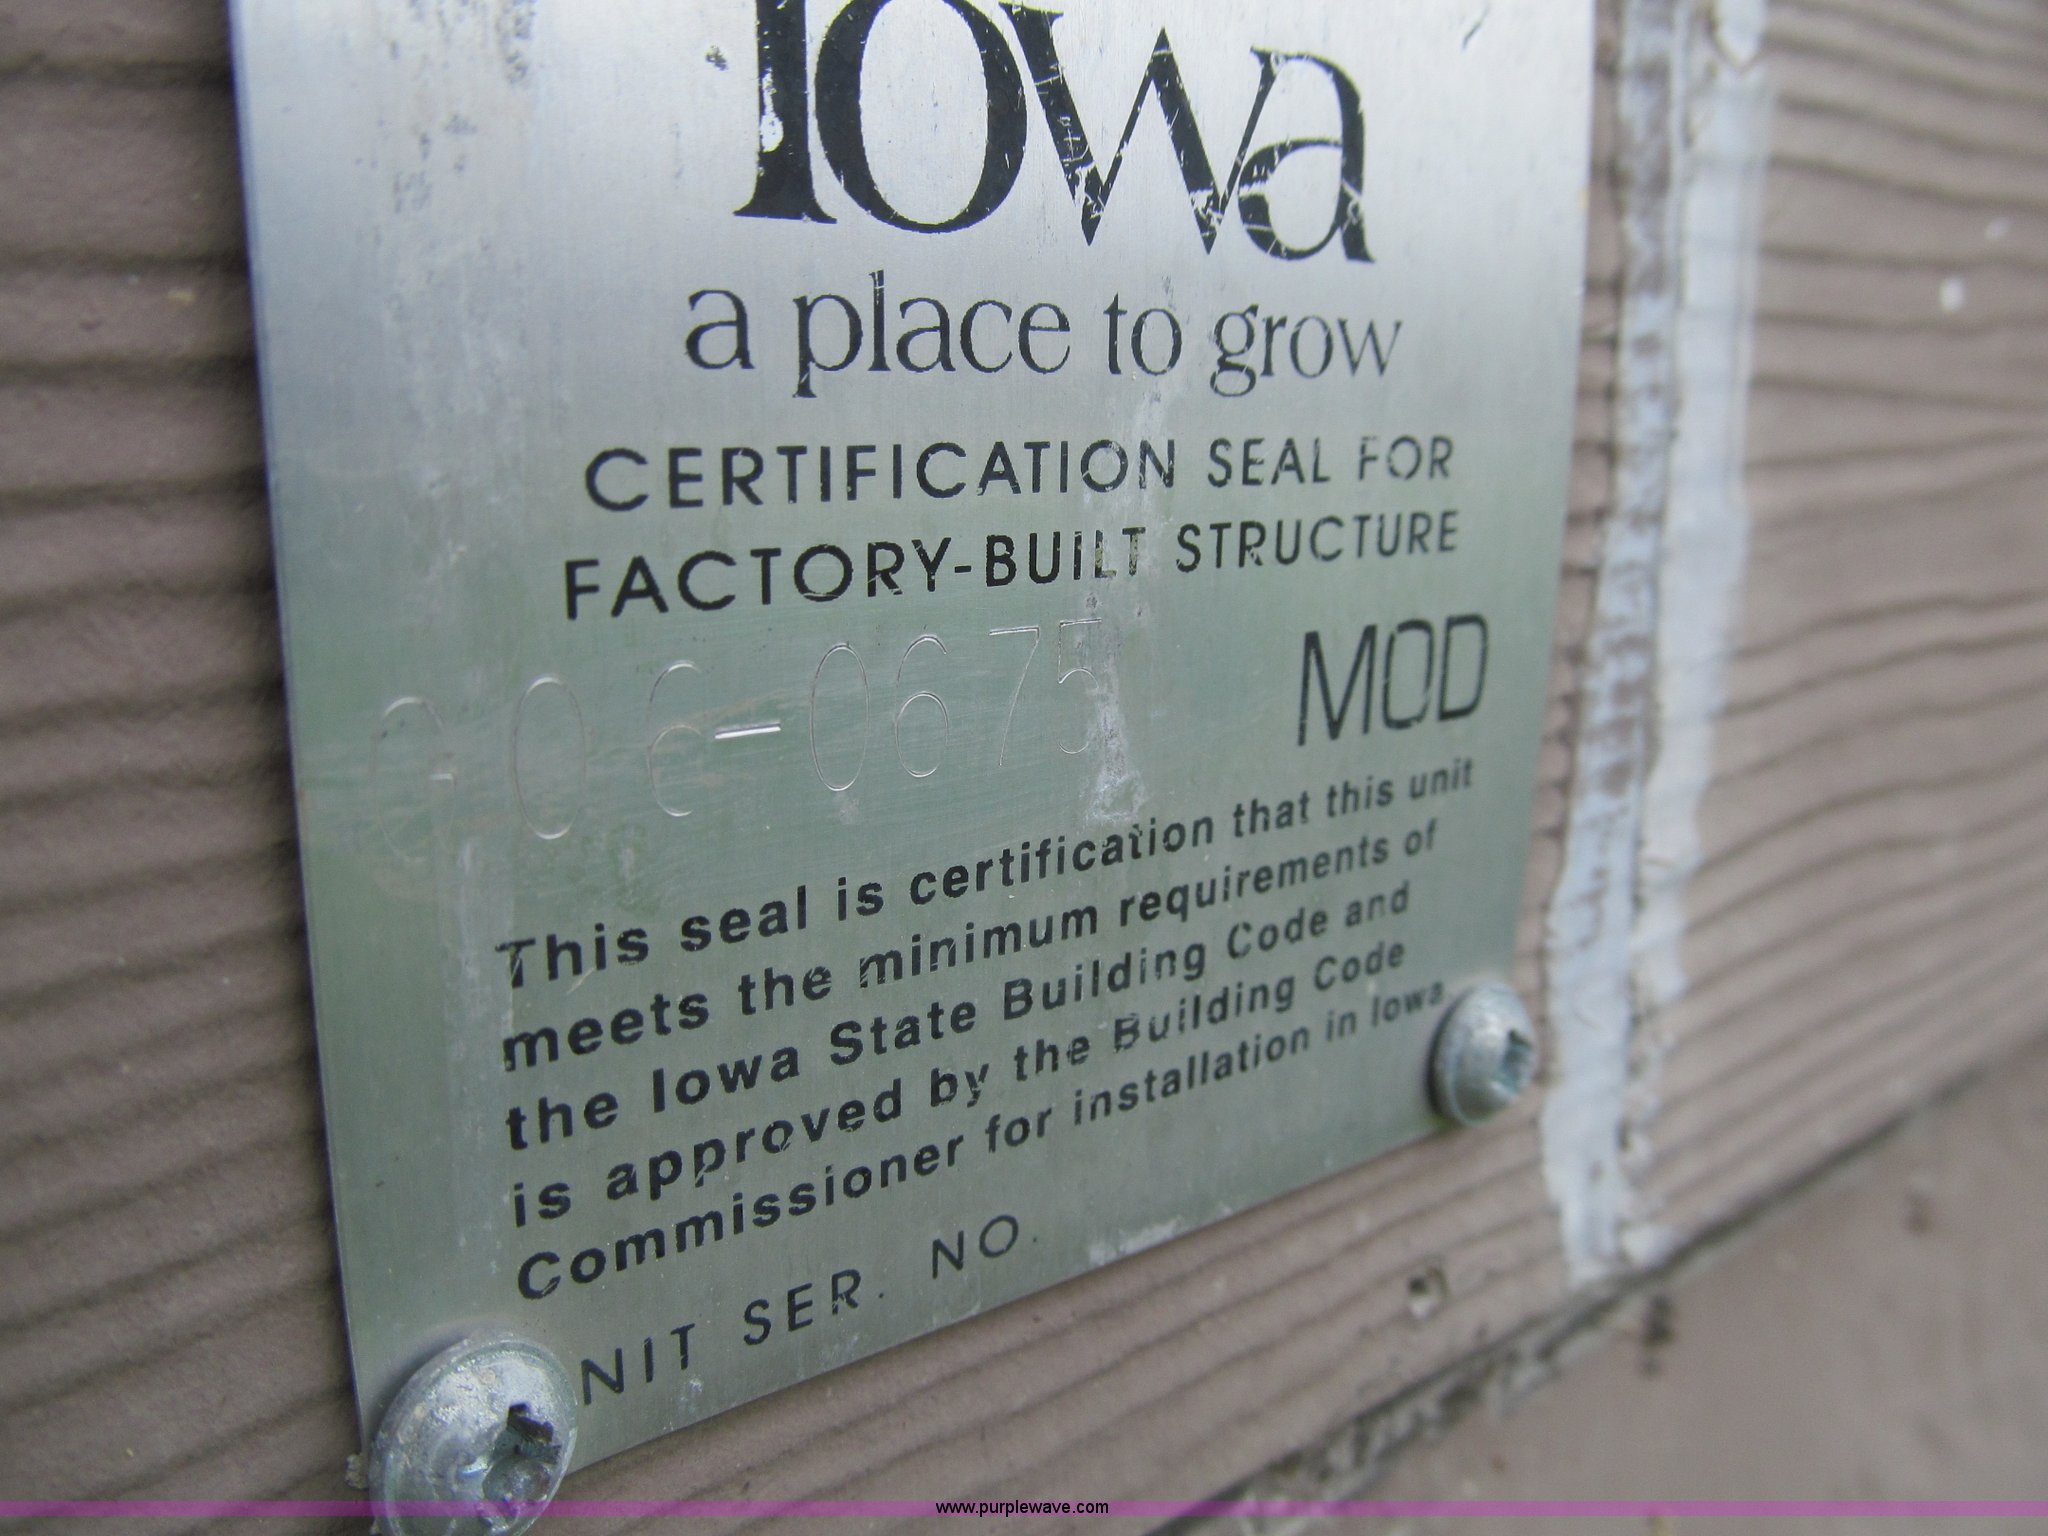 Iowa
a place to grow
CERTIFICATION SEAL FOR
FACTORY-BUILT STRUCTURE
G06-0675 MOD
This seal is certification that this unit
meets the minimum requirements of
the Iowa State Building Code and
is approved by the Building Code
Commissioner for installation in Iowa
NIT SER. NO.
www.purplewave.com